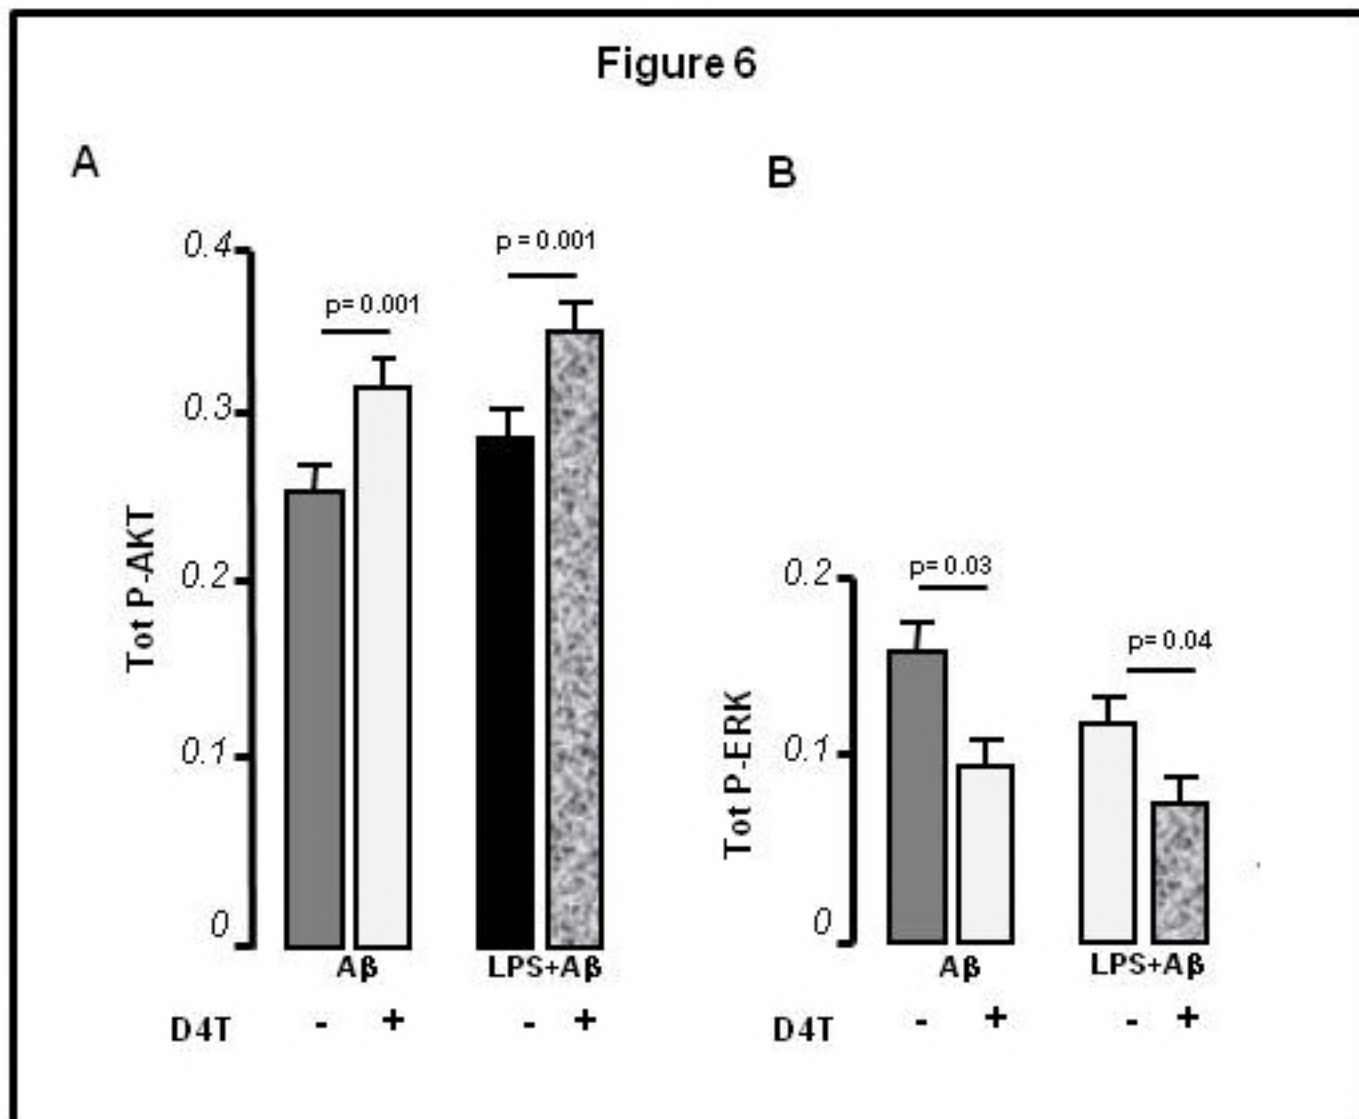 Figure 6
A
0.4
0.3
0.2
0.1
0
Tot P-AKT
p= 0.001
p = 0.001
Aβ
LPS+Aβ
D4T - + - +
B
0.2
0.1
0
Tot P-ERK
p= 0.03
p= 0.04
Aβ
LPS+Aβ
D4T - + - +